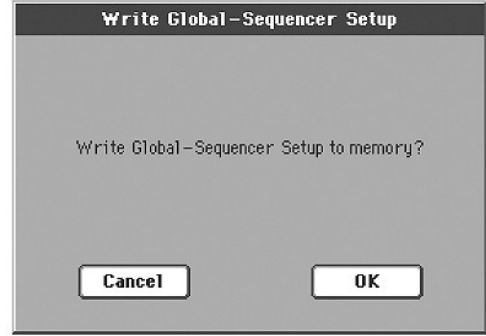 Write Global-Sequencer Setup
Write Global-Sequencer Setup to memory?
Cancel
OK